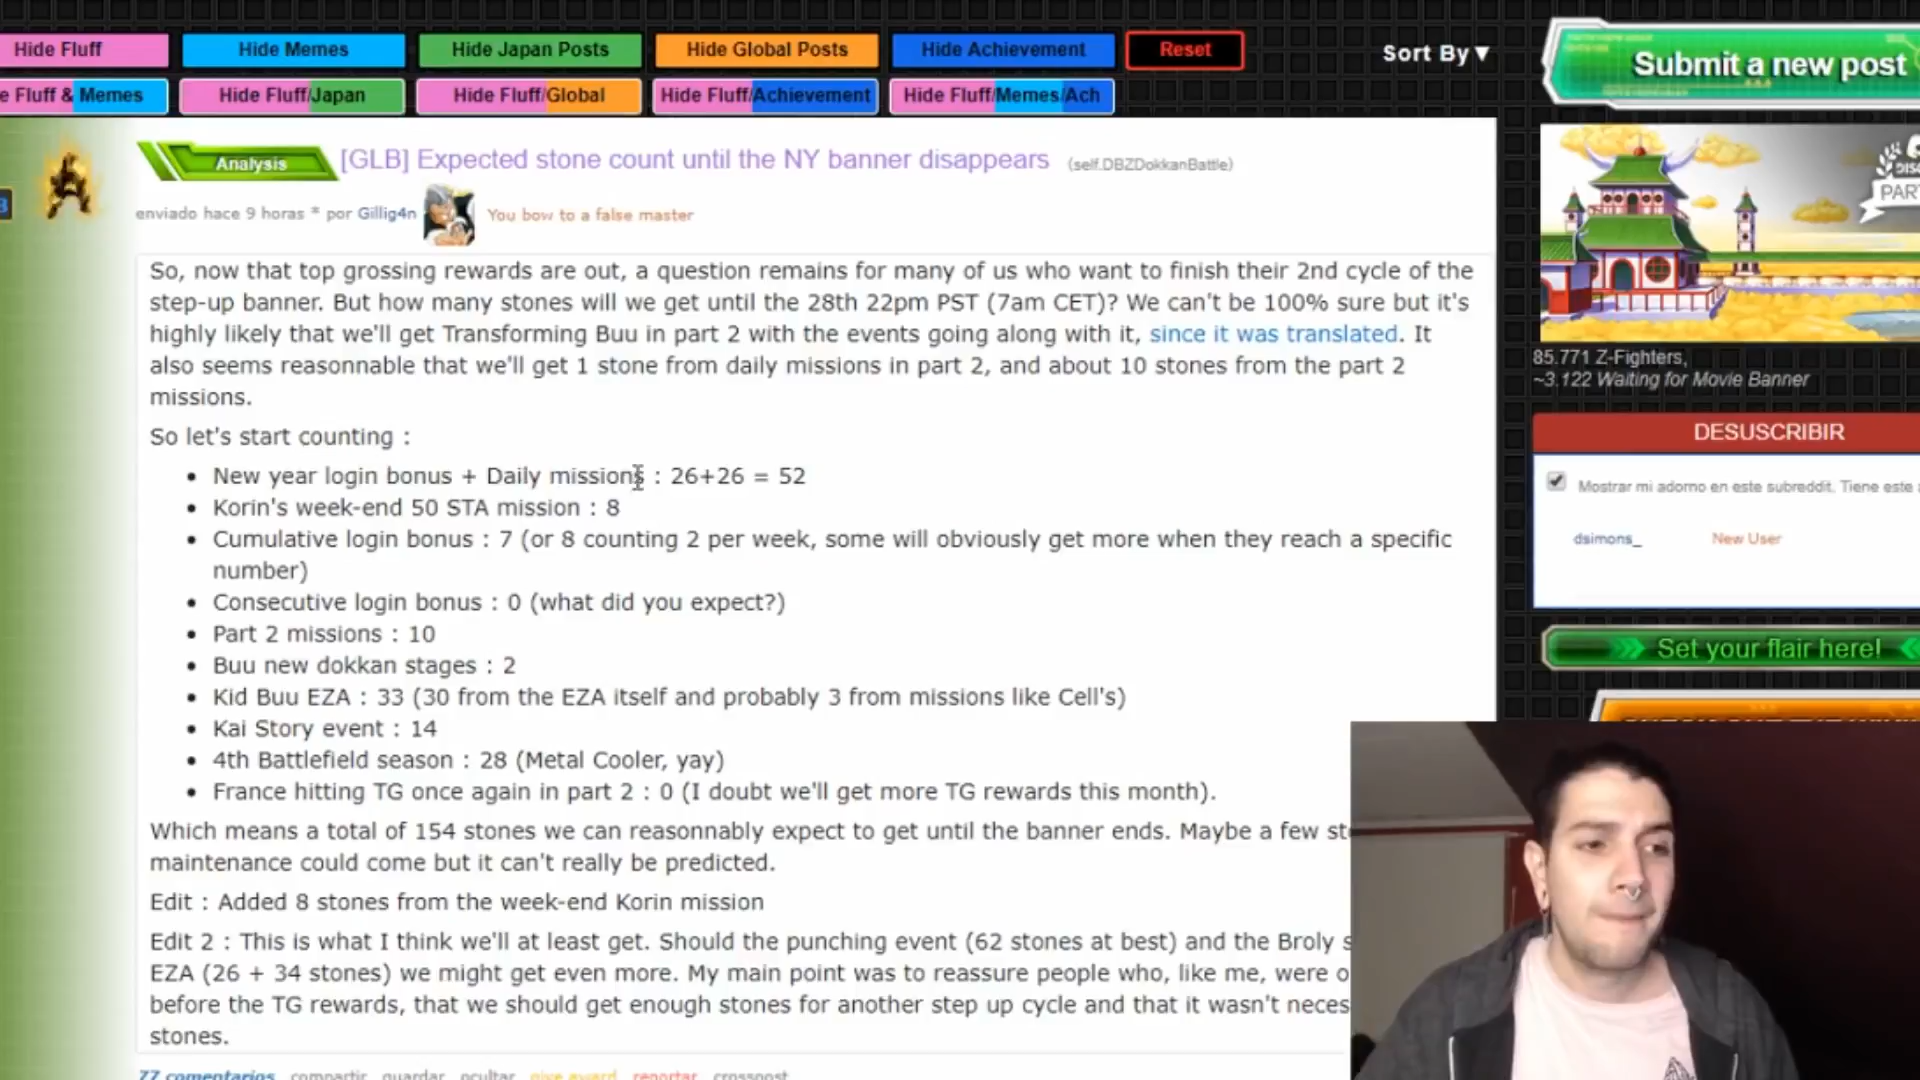 Hide Fluff
Hide Memes
Hide Japan Posts
Hide Global Posts
Hide Achievement
Reset
Sort By▼
Submit a new post
e Fluff & Memes
Hide Fluff/Japan
Hide Fluff/Global
Hide Fluff/Achievement
Hide Fluff/Memes/Ach
Analysis
[GLB] Expected stone count until the NY banner disappears (self.DBZDokkanBattle)
enviado hace 9 horas * por Gillig4n You bow to a false master
So, now that top grossing rewards are out, a question remains for many of us who want to finish their 2nd cycle of the
step-up banner. But how many stones will we get until the 28th 22pm PST (7am CET)? We can't be 100% sure but it's
highly likely that we'll get Transforming Buu in part 2 with the events going along with it, since it was translated. It
also seems reasonnable that we'll get 1 stone from daily missions in part 2, and about 10 stones from the part 2
missions.
So let's start counting :
• New year login bonus + Daily missions : 26+26 = 52
• Korin's week-end 50 STA mission : 8
• Cumulative login bonus : 7 (or 8 counting 2 per week, some will obviously get more when they reach a specific
number)
• Consecutive login bonus : 0 (what did you expect?)
• Part 2 missions : 10
• Buu new dokkan stages : 2
• Kid Buu EZA : 33 (30 from the EZA itself and probably 3 from missions like Cell's)
• Kai Story event : 14
• 4th Battlefield season : 28 (Metal Cooler, yay)
• France hitting TG once again in part 2 : 0 (I doubt we'll get more TG rewards this month).
Which means a total of 154 stones we can reasonnably expect to get until the banner ends. Maybe a few st
maintenance could come but it can't really be predicted.
Edit : Added 8 stones from the week-end Korin mission
Edit 2 : This is what I think we'll at least get. Should the punching event (62 stones at best) and the Broly s
EZA (26 + 34 stones) we might get even more. My main point was to reassure people who, like me, were o
before the TG rewards, that we should get enough stones for another step up cycle and that it wasn't neces
stones.
77 comentarios compartir guardar ocultar give award reportar crosspost
PART
85.771 Z-Fighters,
~3.122 Waiting for Movie Banner
DESUSCRIBIR
Mostrar mi adorno en este subreddit. Tiene este
dsimons_ New User
Set your flair here!